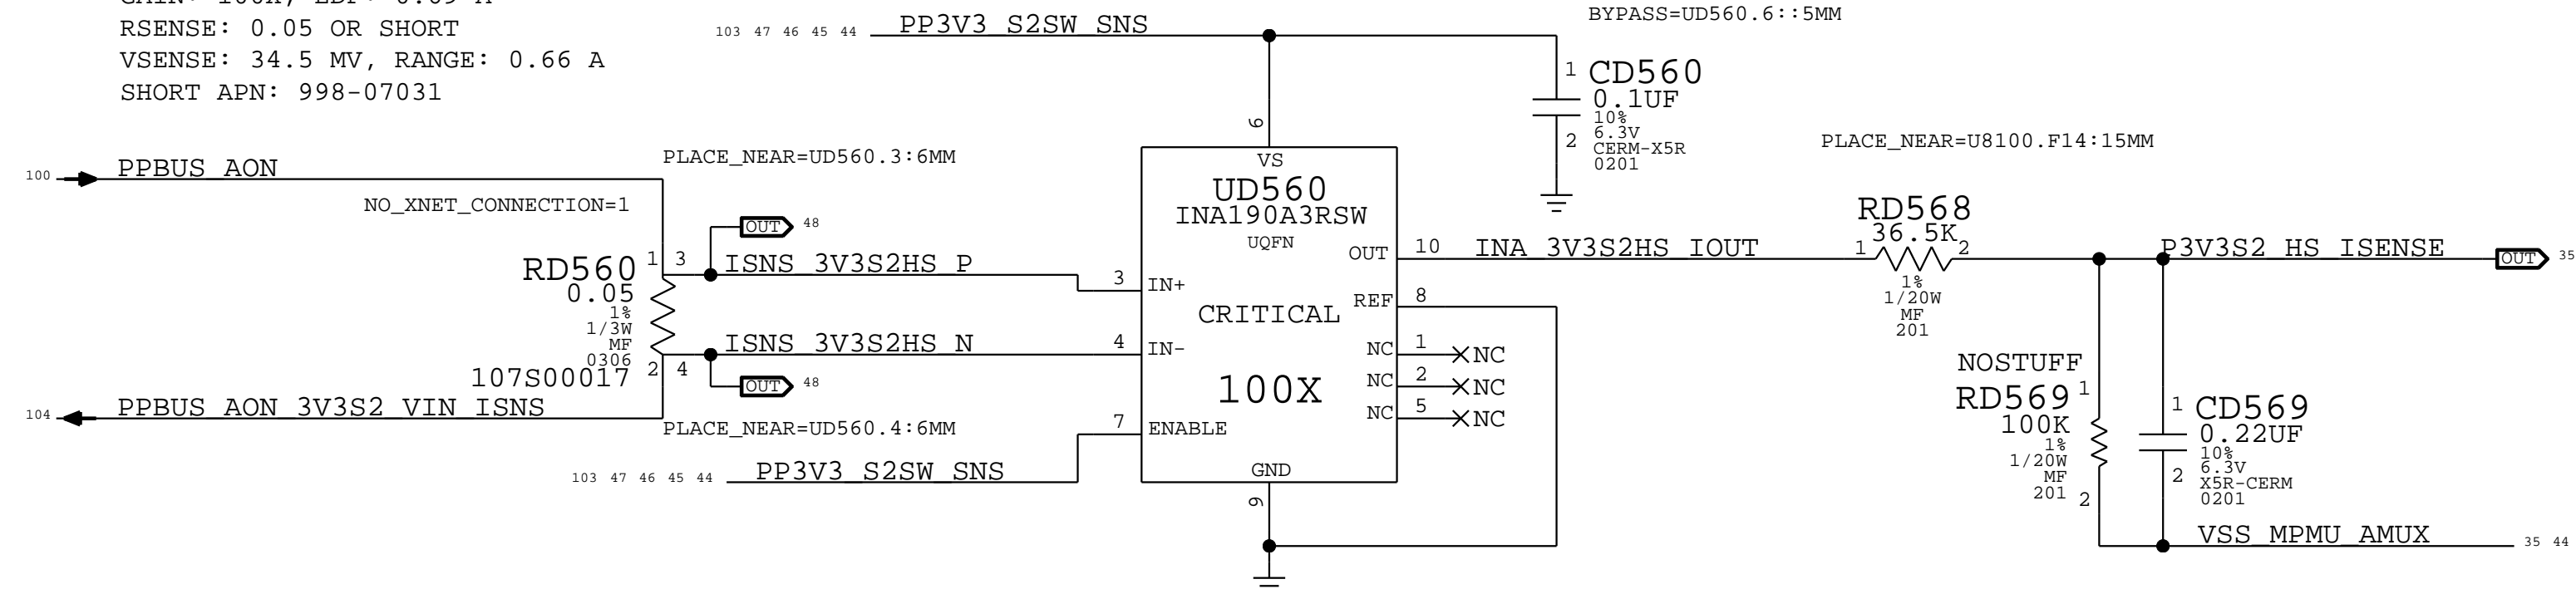 GAIN: 100X, EDP: 0.69 A
RSENSE: 0.05 OR SHORT
VSENSE: 34.5 MV, RANGE: 0.66 A
SHORT APN: 998-07031
103 47 46 45 44 PP3V3_S2SW_SNS
BYPASS=UD560.6::5MM
1 CD560
0.1UF
10%
6.3V
2 CERM-X5R
0201
6
PLACE_NEAR=U8100.F14:15MM
100 PPBUS_AON
PLACE_NEAR=UD560.3:6MM
NO_XNET_CONNECTION=1
VS
UD560
INA190A3RSW
UQFN
CRITICAL
100X
OUT 48
RD560 1 3
0.05
1%
1/3W
MF
0306
107S00017 2 4
ISNS_3V3S2HS_P
3 IN+
ISNS_3V3S2HS_N
4 IN-
OUT 48
104 PPBUS_AON_3V3S2_VIN_ISNS
PLACE_NEAR=UD560.4:6MM
7 ENABLE
103 47 46 45 44 PP3V3_S2SW_SNS
GND
9
OUT 10 INA_3V3S2HS_IOUT
REF 8
NC 1 NC
NC 2 NC
NC 5 NC
RD568
1 36.5K 2
1%
1/20W
MF
201
P3V3S2_HS_ISENSE OUT 35
NOSTUFF
RD569 1
100K
1%
1/20W
MF
201 2
1 CD569
0.22UF
10%
6.3V
2 X5R-CERM
0201
VSS_MPMU_AMUX 35 44